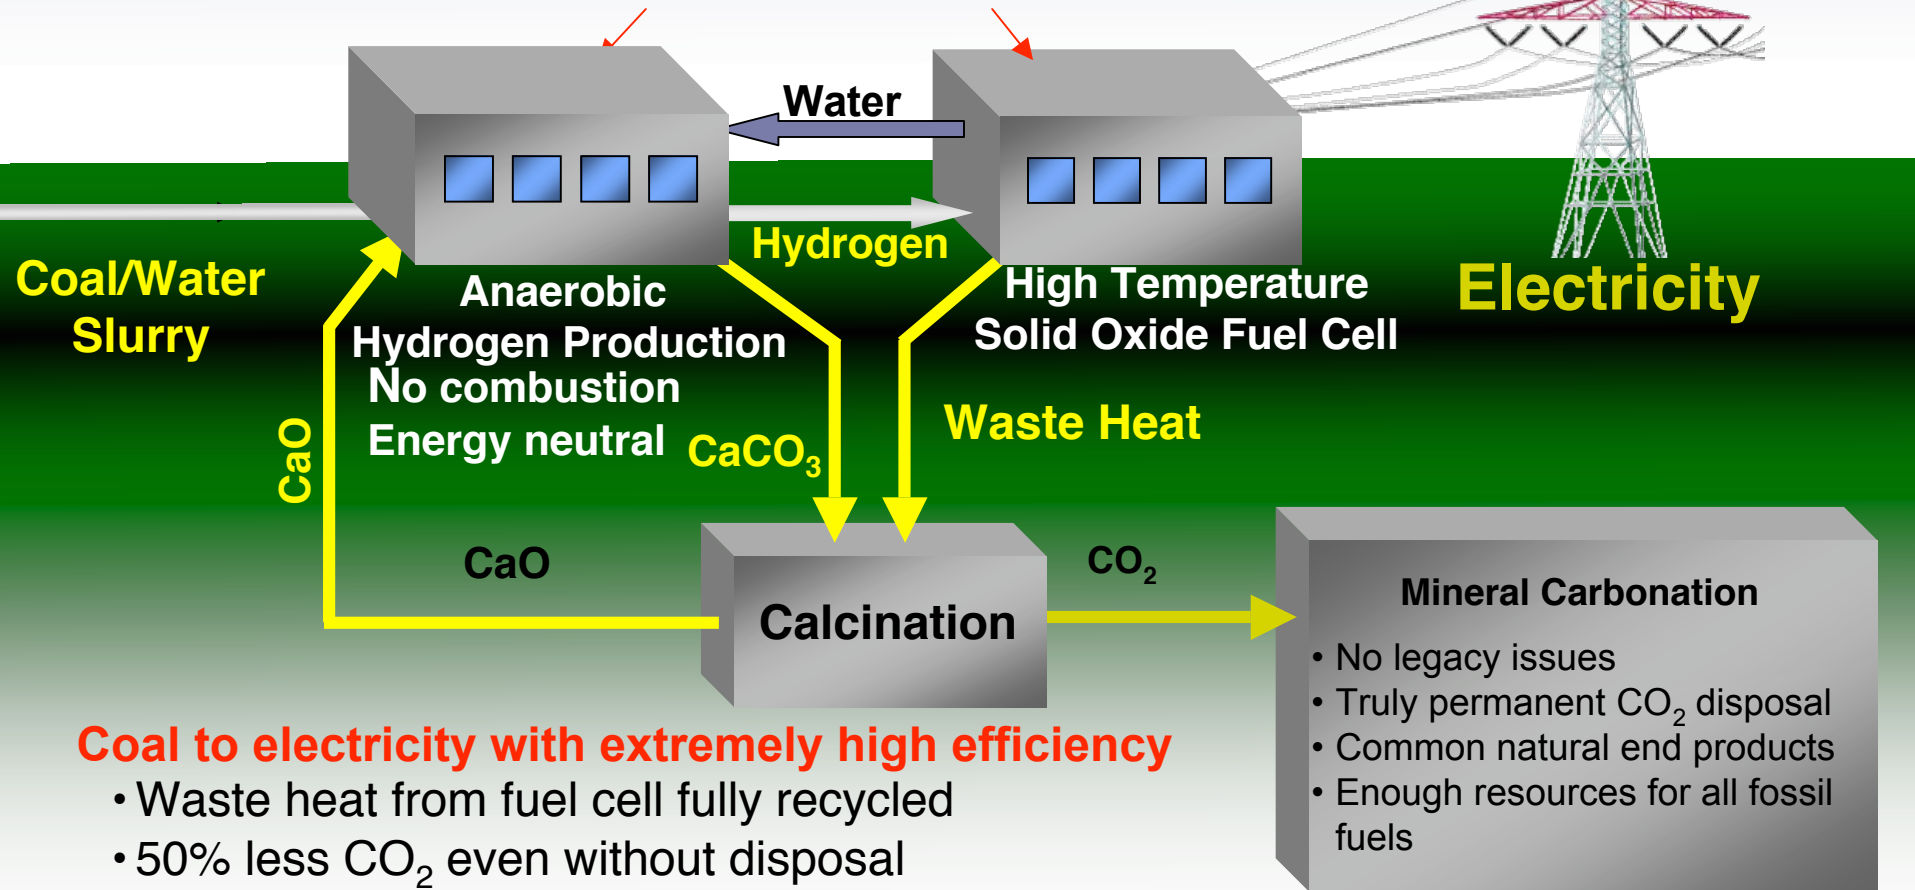 Water
Hydrogen
Coal/Water
Slurry
Anaerobic
Hydrogen Production
No combustion
Energy neutral
High Temperature
Solid Oxide Fuel Cell
Electricity
CaO
CaCO₃
Waste Heat
CaO
Calcination
CO₂
Mineral Carbonation
• No legacy issues
• Truly permanent CO₂ disposal
• Common natural end products
• Enough resources for all fossil
fuels
Coal to electricity with extremely high efficiency
• Waste heat from fuel cell fully recycled
• 50% less CO₂ even without disposal